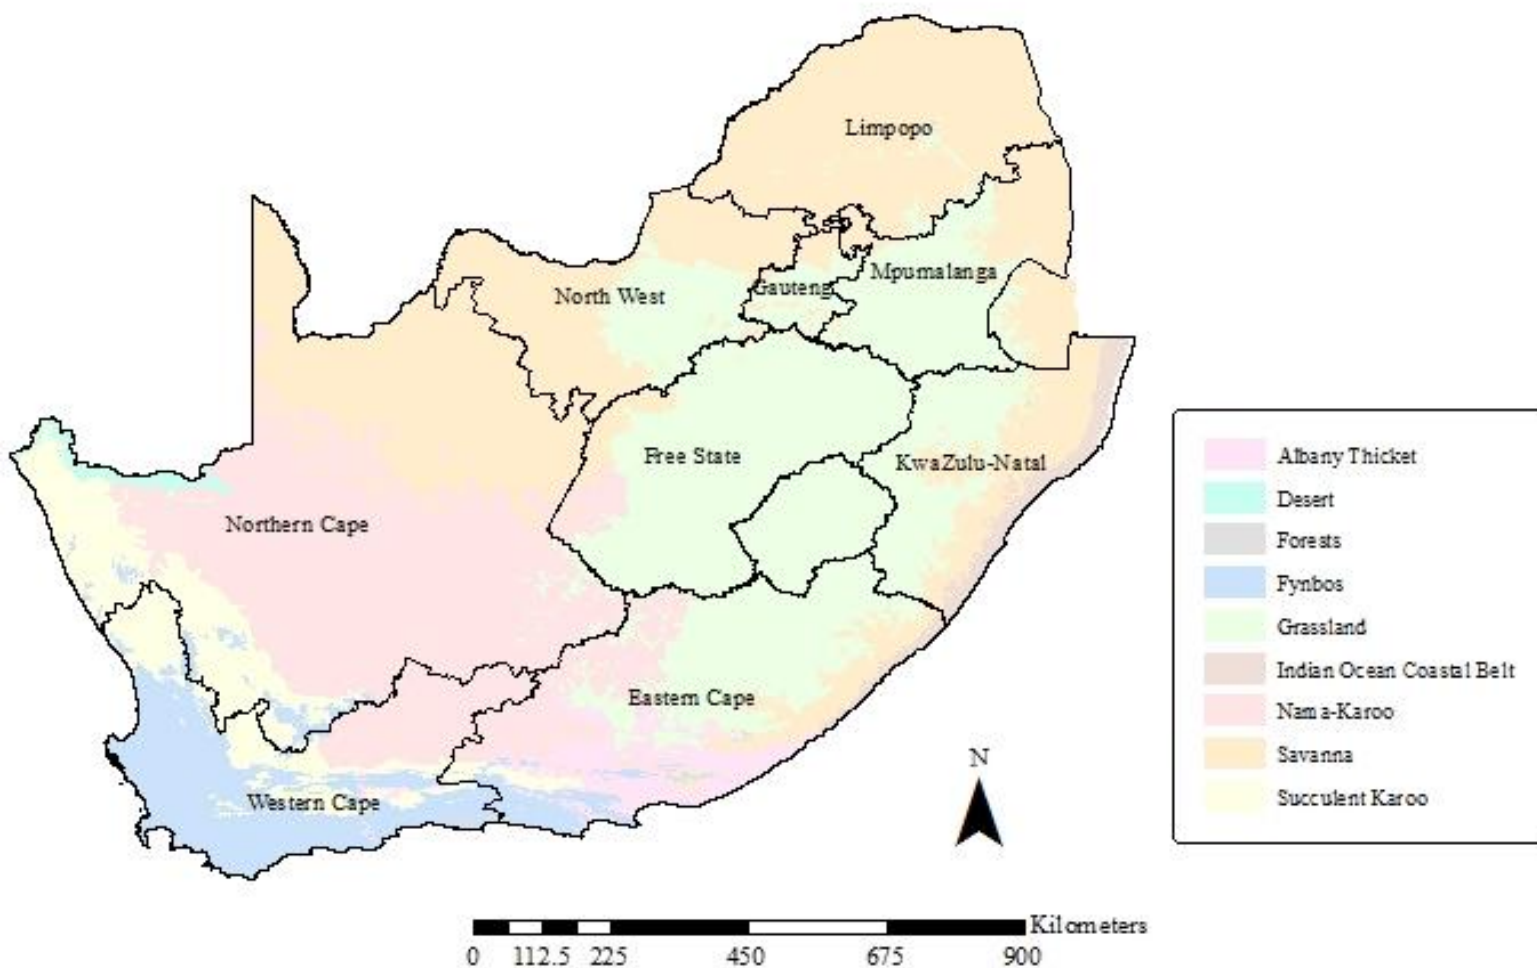 Limpopo
Mpumalanga
Gauteng
North West
Free State
KwaZulu-Natal
Northern Cape
Eastern Cape
Western Cape
Albany Thicket
Desert
Forests
Fynbos
Grassland
Indian Ocean Coastal Belt
Nama-Karoo
Savanna
Succulent Karoo
N
Kilometers
0 112.5 225 450 675 900